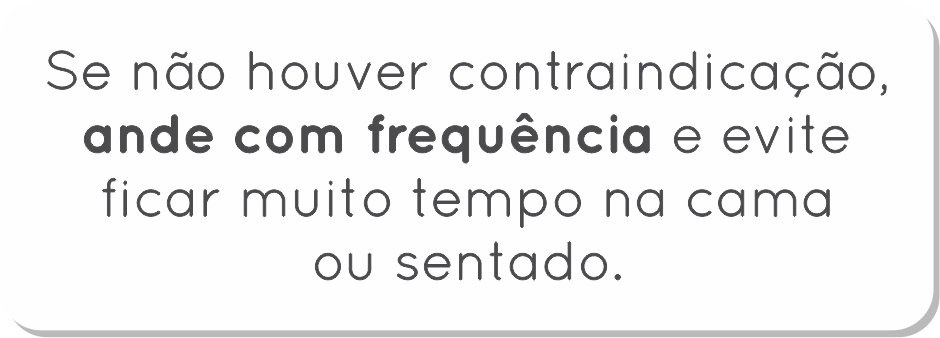 Se não houver contraindicação,
ande com frequência e evite
ficar muito tempo na cama
ou sentado.